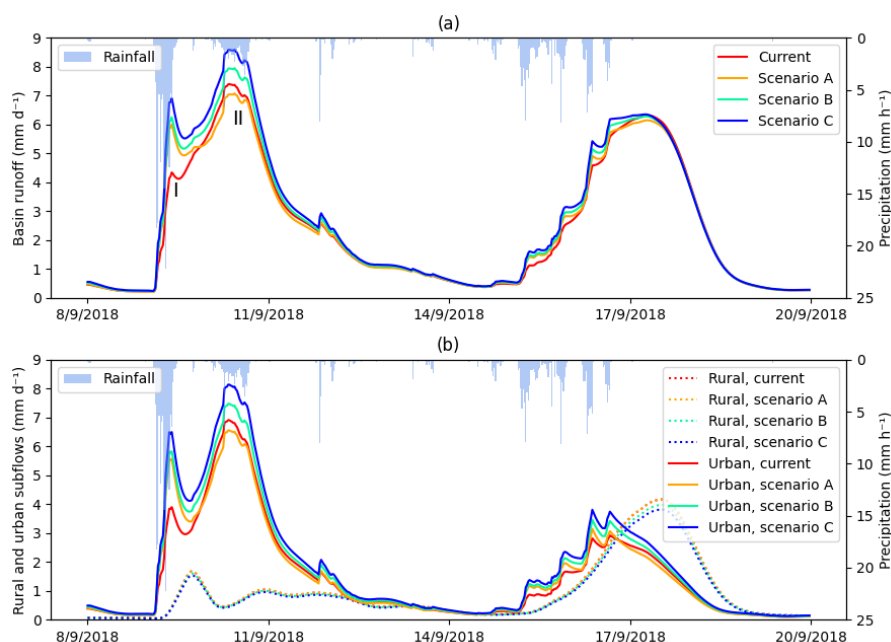 (a)
Basin runoff (mm d⁻¹)
9
8
7
6
5
4
3
2
1
0
Rainfall
I
II
Current
Scenario A
Scenario B
Scenario C
0
5
10
15
20
25
Precipitation (mm h⁻¹)
8/9/2018 11/9/2018 14/9/2018 17/9/2018 20/9/2018
(b)
Rural and urban subflows (mm d⁻¹)
9
8
7
6
5
4
3
2
1
0
Rainfall
Rural, current
Rural, scenario A
Rural, scenario B
Rural, scenario C
Urban, current
Urban, scenario A
Urban, scenario B
Urban, scenario C
0
5
10
15
20
25
Precipitation (mm h⁻¹)
8/9/2018 11/9/2018 14/9/2018 17/9/2018 20/9/2018